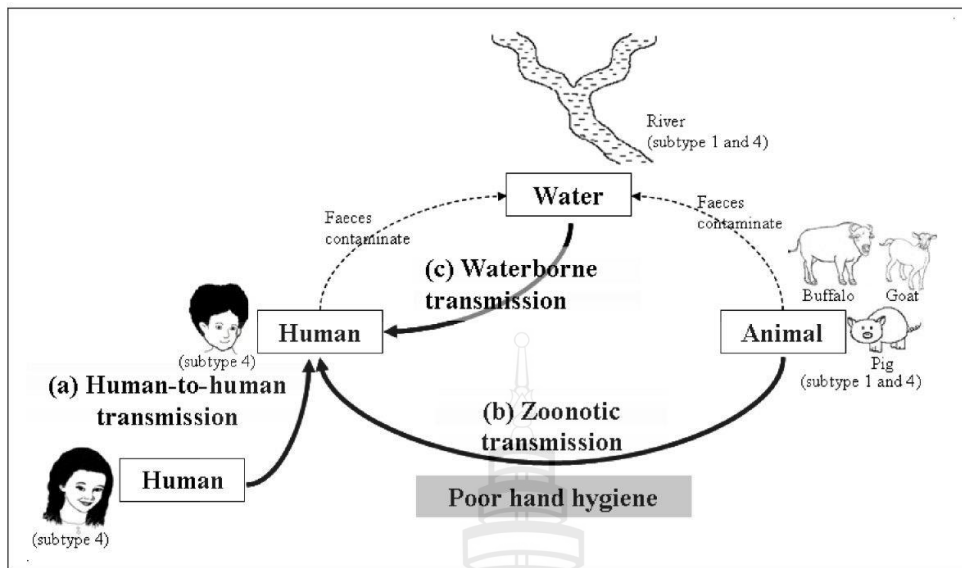 River
(subtype 1 and 4)
Water
Faeces
contaminate
Faeces
contaminate
(c) Waterborne
transmission
Buffalo
Goat
Human
Animal
(subtype 4)
Pig
(subtype 1 and 4)
(a) Human-to-human
transmission
(b) Zoonotic
transmission
Human
Poor hand hygiene
(subtype 4)